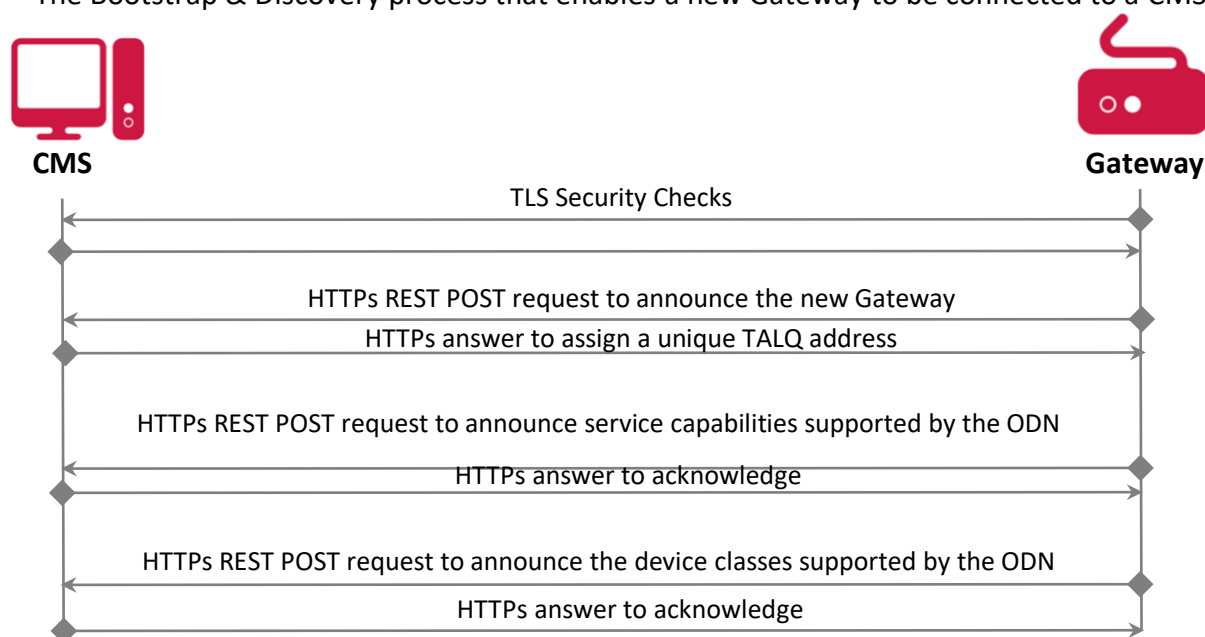 The Bootstrap & Discovery process that enables a new Gateway to be connected to a CMS
CMS
Gateway
TLS Security Checks
HTTPs REST POST request to announce the new Gateway
HTTPs answer to assign a unique TALQ address
HTTPs REST POST request to announce service capabilities supported by the ODN
HTTPs answer to acknowledge
HTTPs REST POST request to announce the device classes supported by the ODN
HTTPs answer to acknowledge